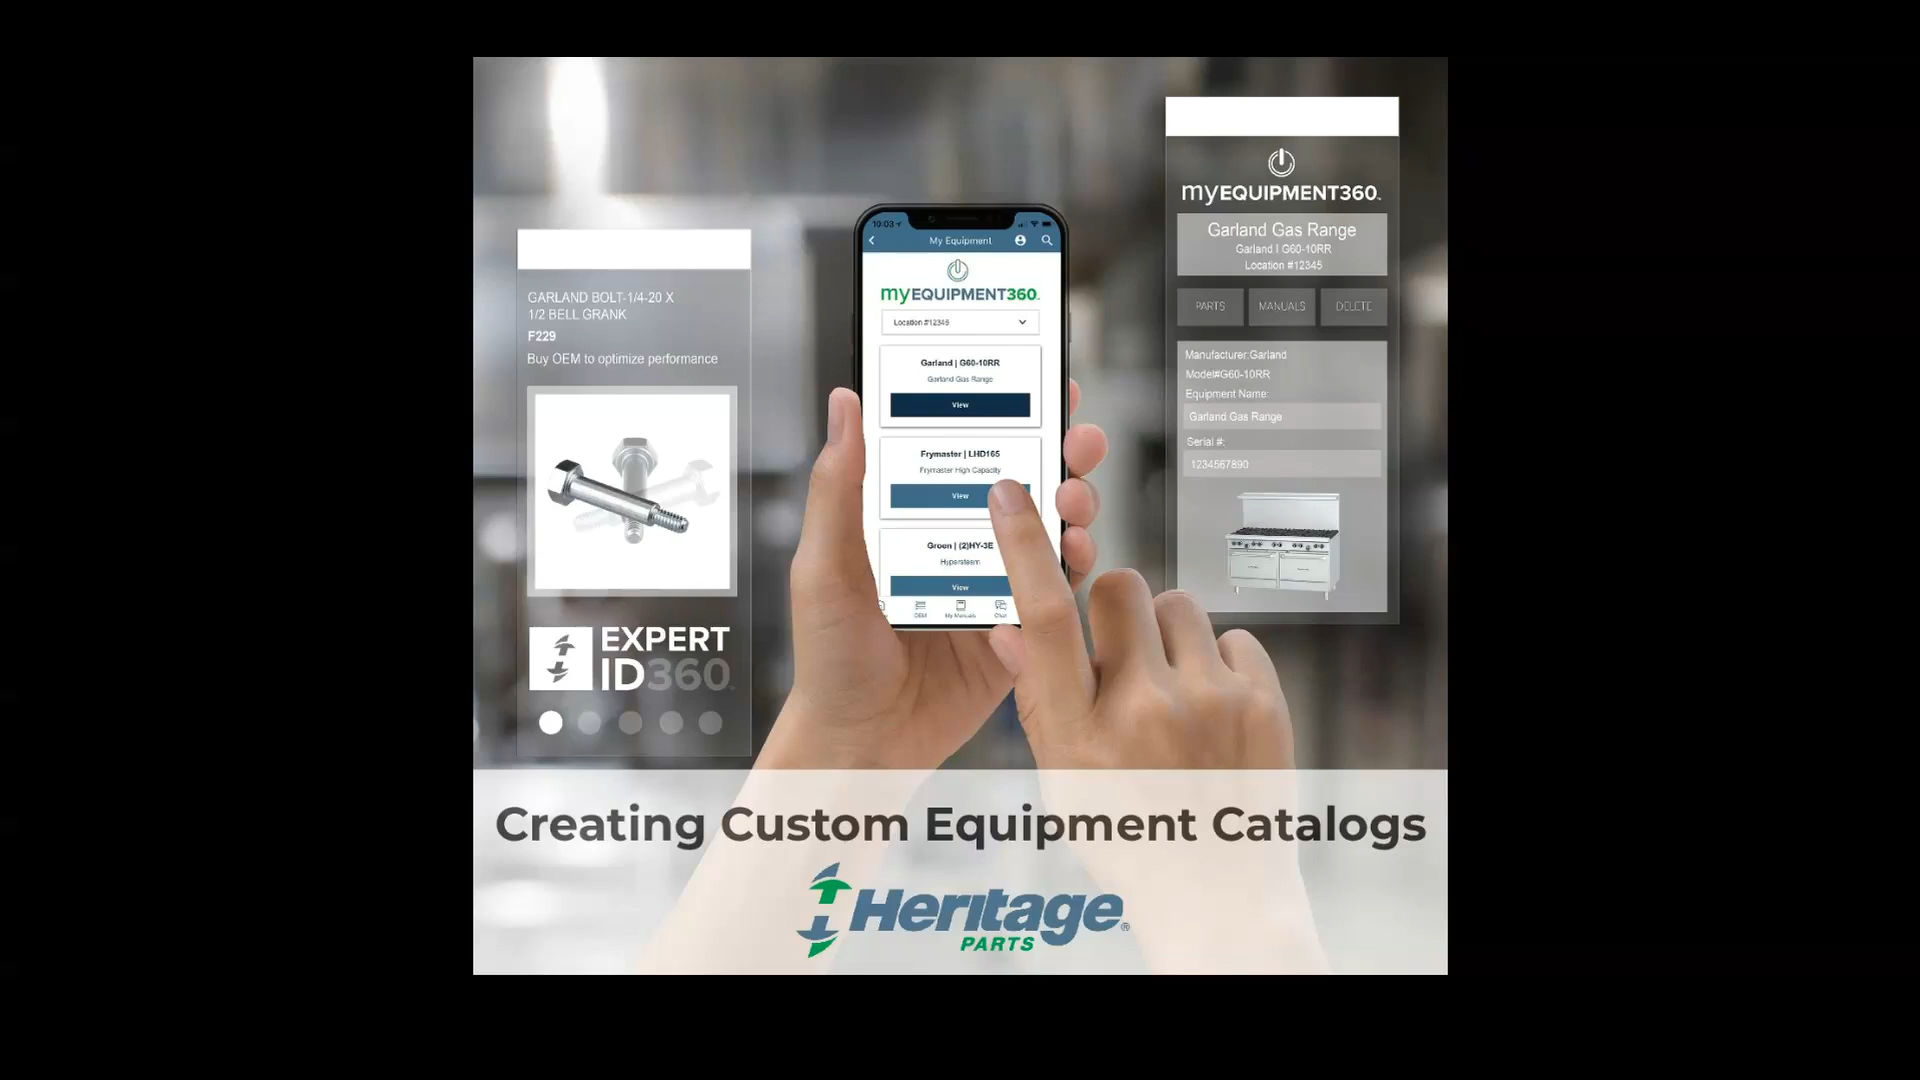 GARLAND BOLT-1/4-20 X
1/2 BELL GRANK
F229
Buy OEM to optimize performance
EXPERT
ID360
10:03
My Equipment
myEQUIPMENT360
Location #12345
Garland | G60-10RR
Garland Gas Range
View
Frymaster | LHD165
Frymaster High Capacity
View
Groen | (2)HY-3E
Hypersteam
View
OEM
My Manuals
Chat
myEQUIPMENT360
Garland Gas Range
Garland | G60-10RR
Location #12345
PARTS
MANUALS
DELETE
Manufacturer:Garland
Model#G60-10RR
Equipment Name:
Garland Gas Range
Serial #:
1234567890
Creating Custom Equipment Catalogs
Heritage®
PARTS